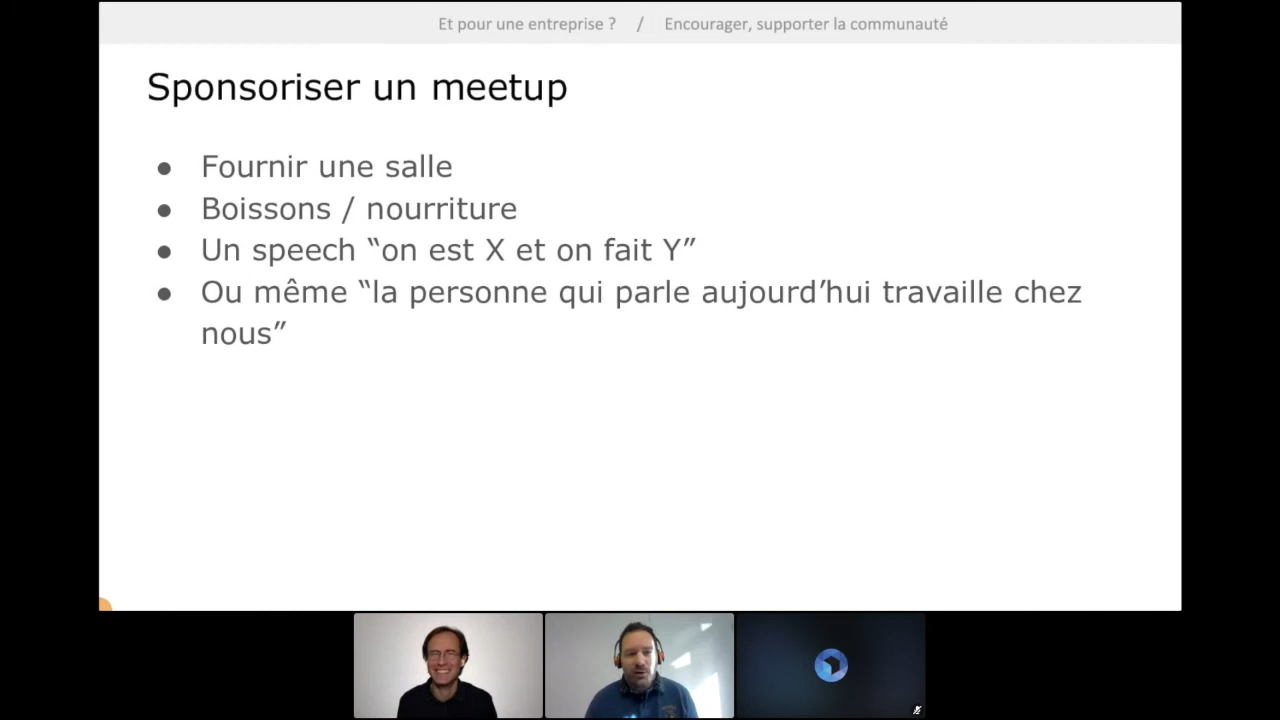 Et pour une entreprise ? / Encourager, supporter la communauté
Sponsoriser un meetup
● Fournir une salle
● Boissons / nourriture
● Un speech “on est X et on fait Y”
● Ou même “la personne qui parle aujourd’hui travaille chez
nous”